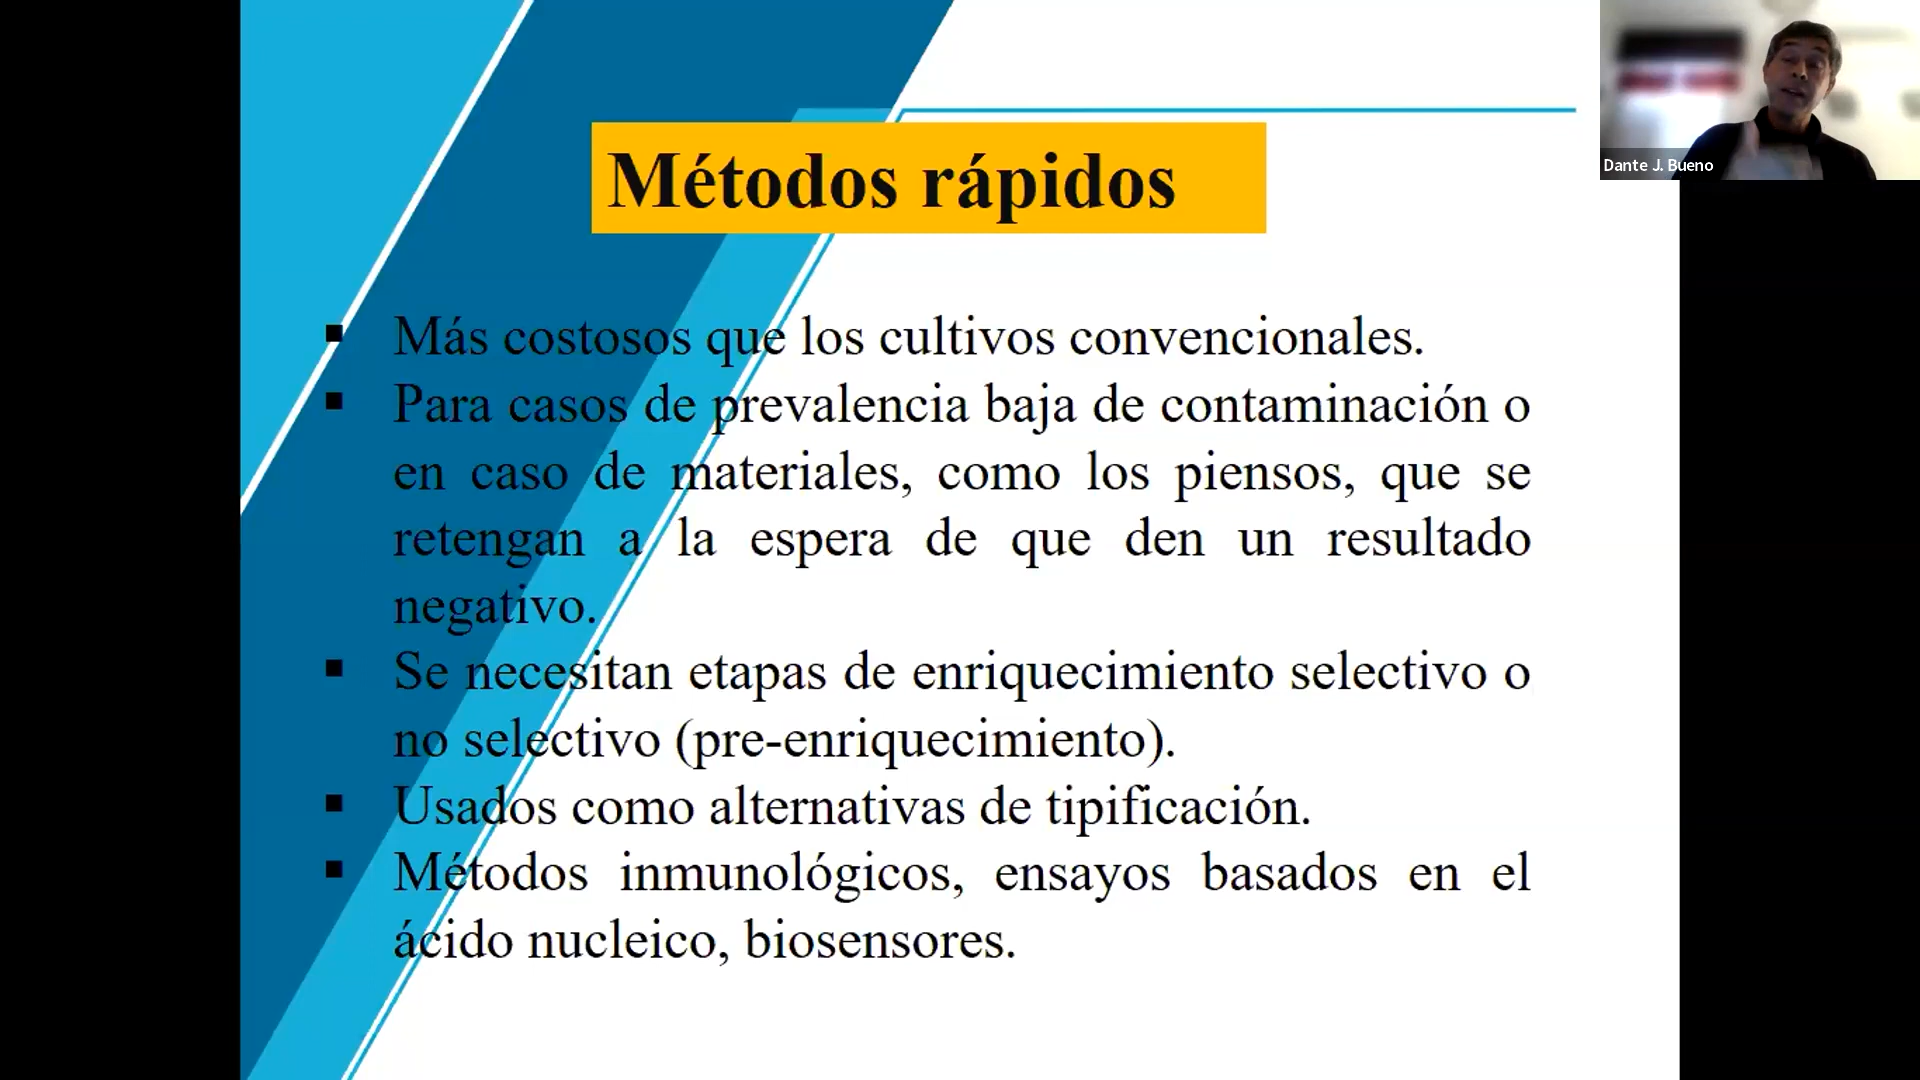 Métodos rápidos
Dante J. Bueno
▪ Más costosos que los cultivos convencionales.
▪ Para casos de prevalencia baja de contaminación o
en caso de materiales, como los piensos, que se
retengan a la espera de que den un resultado
negativo.
▪ Se necesitan etapas de enriquecimiento selectivo o
no selectivo (pre-enriquecimiento).
▪ Usados como alternativas de tipificación.
▪ Métodos inmunológicos, ensayos basados en el
ácido nucleico, biosensores.